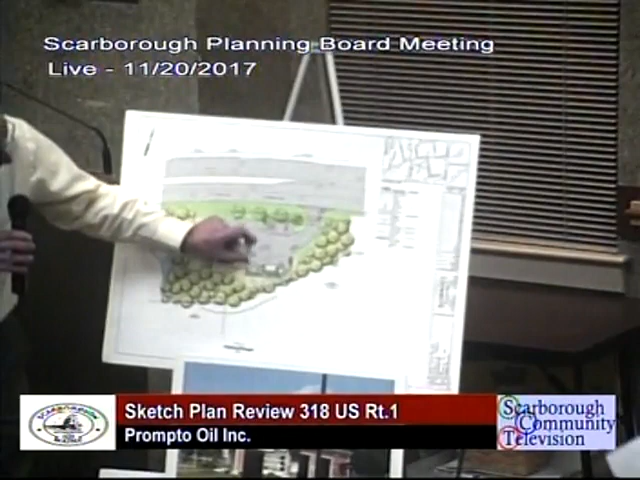 Scarborough Planning Board Meeting
Live - 11/20/2017
Sketch Plan Review 318 US Rt.1
Prompto Oil Inc.
Scarborough
Community
Television